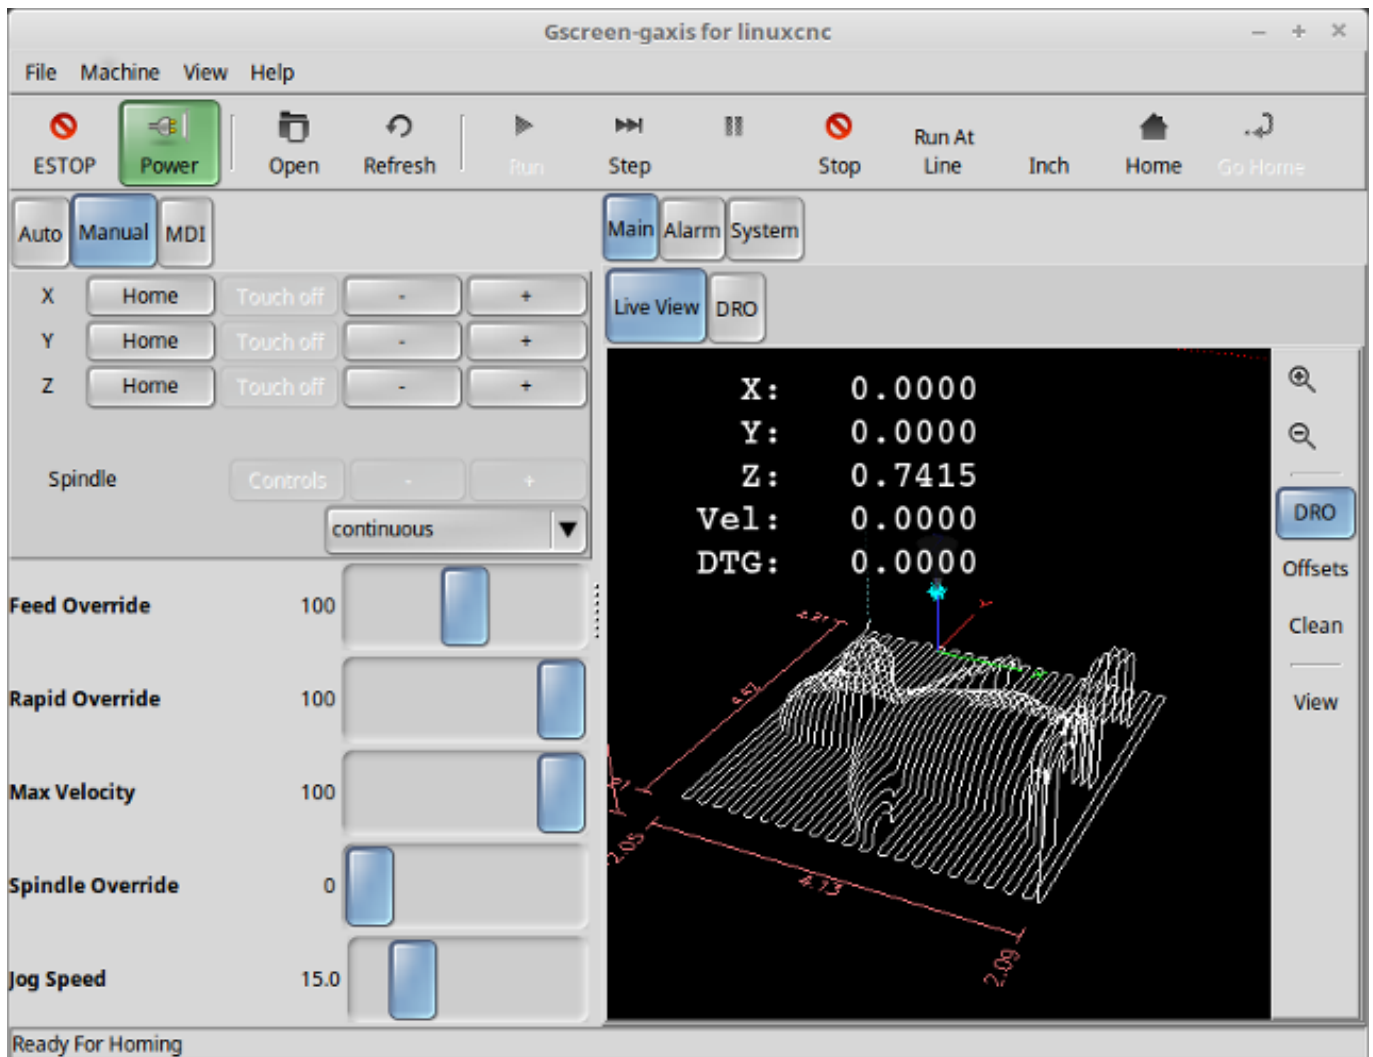 Gscreen-gaxis for linuxcnc
File Machine View Help
ESTOP Power Open Refresh Run Step Stop Run At Line Inch Home Go Home
Auto Manual MDI
Main Alarm System
Live View DRO
X Home Touch off - +
Y Home Touch off - +
Z Home Touch off - +
Spindle Controls - +
continuous
Feed Override 100
Rapid Override 100
Max Velocity 100
Spindle Override 0
Jog Speed 15.0
X: 0.0000
Y: 0.0000
Z: 0.7415
Vel: 0.0000
DTG: 0.0000
2.05
4.13
2.09
DRO
Offsets
Clean
View
Ready For Homing